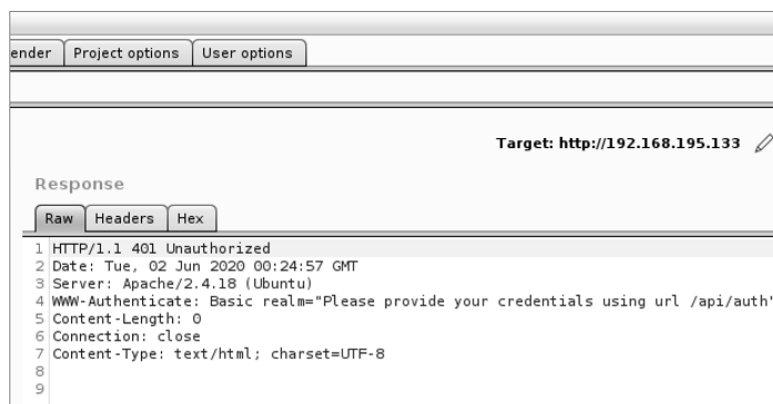 ender Project options User options
Target: http://192.168.195.133
Response
Raw Headers Hex
1 HTTP/1.1 401 Unauthorized
2 Date: Tue, 02 Jun 2020 00:24:57 GMT
3 Server: Apache/2.4.18 (Ubuntu)
4 WWW-Authenticate: Basic realm="Please provide your credentials using url /api/auth"
5 Content-Length: 0
6 Connection: close
7 Content-Type: text/html; charset=UTF-8
8
9